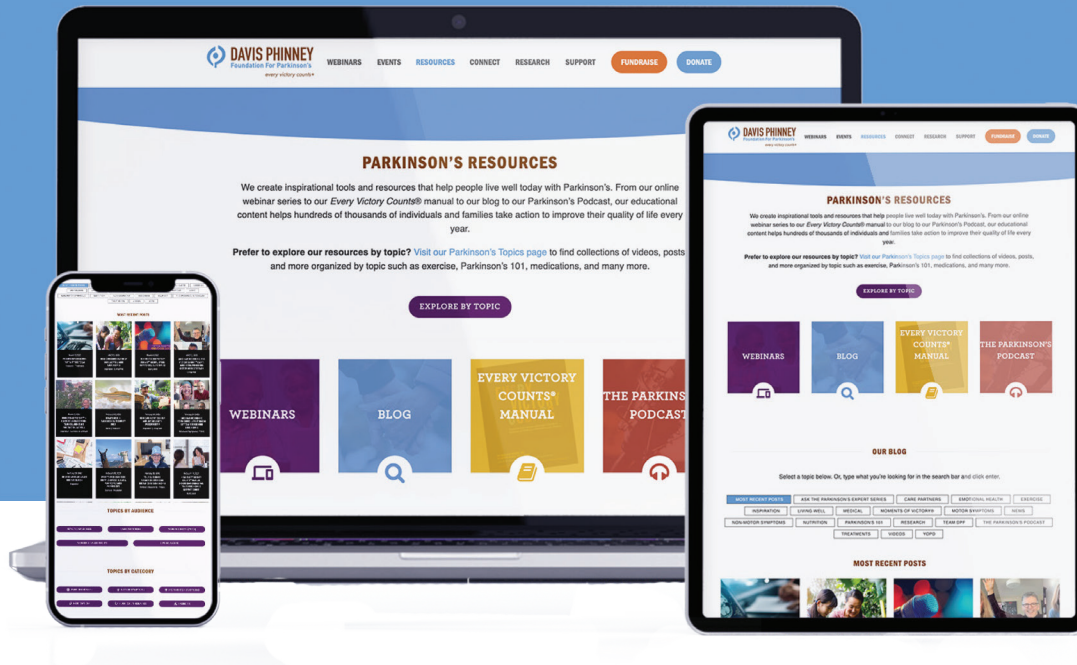 DAVIS PHINNEY
Foundation For Parkinson's
every victory counts®
WEBINARS EVENTS RESOURCES CONNECT RESEARCH SUPPORT FUNDRAISE DONATE
PARKINSON'S RESOURCES
We create inspirational tools and resources that help people live well today with Parkinson's. From our online
webinar series to our Every Victory Counts® manual to our blog to our Parkinson's Podcast, our educational
content helps hundreds of thousands of individuals and families take action to improve their quality of life every
year.
Prefer to explore our resources by topic? Visit our Parkinson's Topics page to find collections of videos, posts
and more organized by topic such as exercise, Parkinson's 101, medications, and many more.
EXPLORE BY TOPIC
WEBINARS
BLOG
EVERY VICTORY
COUNTS®
MANUAL
THE PARKINS
PODCAST
DAVIS PHINNEY
Foundation For Parkinson's
every victory counts®
WEBINARS EVENTS RESOURCES CONNECT RESEARCH SUPPORT FUNDRAISE DONATE
PARKINSON'S RESOURCES
We create inspirational tools and resources that help people live well today with Parkinson's. From our online
webinar series to our Every Victory Counts® manual to our blog to our Parkinson's Podcast, our educational
content helps hundreds of thousands of individuals and families take action to improve their quality of life every
year.
Prefer to explore our resources by topic? Visit our Parkinson's Topics page to find collections of videos, posts
and more organized by topic such as exercise, Parkinson's 101, medications, and many more.
EXPLORE BY TOPIC
WEBINARS
BLOG
EVERY VICTORY
COUNTS®
MANUAL
THE PARKINSON'S
PODCAST
OUR BLOG
Select a topic below. Or, type what you're looking for in the search bar and click enter.
MOST RECENT POSTS ASK THE PARKINSON'S EXPERT SERIES CARE PARTNERS EMOTIONAL HEALTH EXERCISE
INSPIRATION LIVING WELL MEDICAL MOMENTS OF VICTORY® MOTOR SYMPTOMS NEWS
NON-MOTOR SYMPTOMS NUTRITION PARKINSON'S 101 RESEARCH TEAM DPF THE PARKINSON'S PODCAST
TREATMENTS VIDEOS YOPD
MOST RECENT POSTS
MOST RECENT POSTS
TOPICS BY AUDIENCE
TOPICS BY CATEGORY